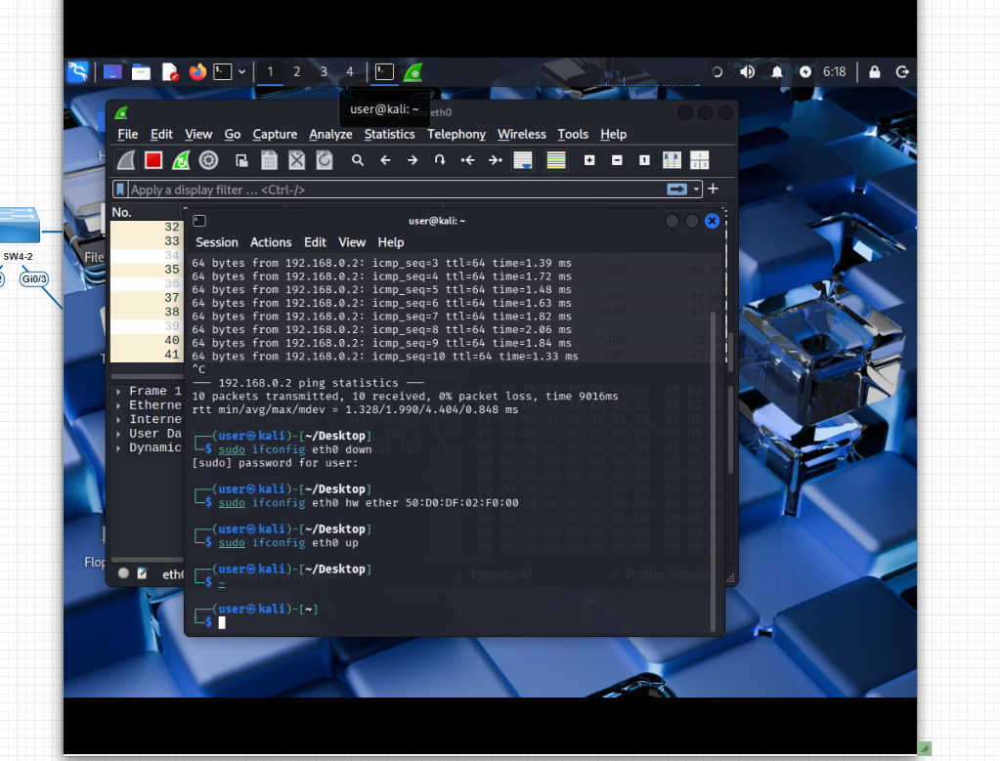 1 2 3 4
6:18
user@kali: ~
eth0
File Edit View Go Capture Analyze Statistics Telephony Wireless Tools Help
Apply a display filter ... <Ctrl-/>
No.
32
33
34
35
36
37
38
39
40
41
SW4-2
Gi0/3
File
user@kali: ~
Session Actions Edit View Help
64 bytes from 192.168.0.2: icmp_seq=3 ttl=64 time=1.39 ms
64 bytes from 192.168.0.2: icmp_seq=4 ttl=64 time=1.72 ms
64 bytes from 192.168.0.2: icmp_seq=5 ttl=64 time=1.48 ms
64 bytes from 192.168.0.2: icmp_seq=6 ttl=64 time=1.63 ms
64 bytes from 192.168.0.2: icmp_seq=7 ttl=64 time=1.82 ms
64 bytes from 192.168.0.2: icmp_seq=8 ttl=64 time=2.06 ms
64 bytes from 192.168.0.2: icmp_seq=9 ttl=64 time=1.84 ms
64 bytes from 192.168.0.2: icmp_seq=10 ttl=64 time=1.33 ms
^C
--- 192.168.0.2 ping statistics ---
10 packets transmitted, 10 received, 0% packet loss, time 9016ms
rtt min/avg/max/mdev = 1.328/1.990/4.404/0.848 ms
┌──(user㉿kali)-[~/Desktop]
└─$ sudo ifconfig eth0 down
[sudo] password for user:
┌──(user㉿kali)-[~/Desktop]
└─$ sudo ifconfig eth0 hw ether 50:D0:DF:02:F0:00
┌──(user㉿kali)-[~/Desktop]
└─$ sudo ifconfig eth0 up
┌──(user㉿kali)-[~/Desktop]
└─$ ~
┌──(user㉿kali)-[~]
└─$
Frame 1
Etherne
Interne
User Da
Dynamic
Flop
eth0
Packets: 41
Profile: Default